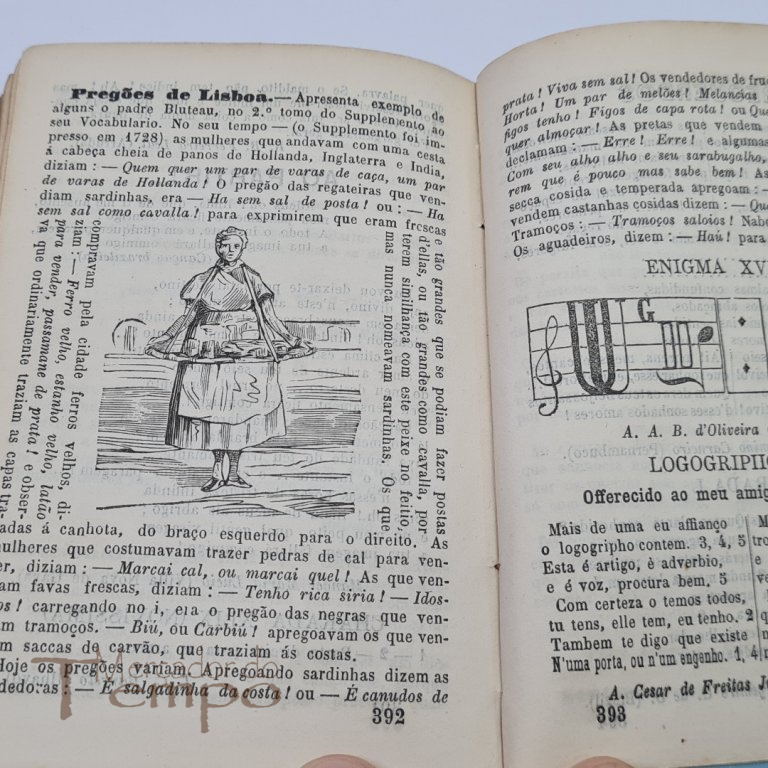 Pregões de Lisboa.—Apresenta exemplo de
alguns o padre Bluteau, no 2.º tomo do Supplemento ao
seu Vocabulario. No seu tempo — (o Supplemento foi im-
presso em 1728) as mulheres que andavam com uma cesta
á cabeça cheia de panos de Hollanda, Inglaterra e India,
diziam : — Quem quer um par de varas de caça, um par
de varas de Hollanda ! O pregão das regateiras que ven-
diam sardinhas, era — Ha sem sal de posta ! ou : — Ha
sem sal como cavalla ! para exprimirem que eram frescas
e tão grandes que se podiam fazer postas
d'ellas, ou tão grandes como cavalla, por
terem similhança com este peixe no feitio,
mas nunca nomeavam sardinhas. Os que
compravam pela cidade ferros velhos, di-
ziam : — Ferro velho, estanho velho, latão
para vender, passamane de prata ! e obser-
va que ordinariamente traziam as capas tra-
adas á canhota, do braço esquerdo para o direito. As
mulheres que costumavam trazer pedras de cal para ven-
er, diziam : — Marcai cal, ou marcai quel ! As que ven-
am favas frescas, diziam : — Tenho rica siria ! — Idos-
os ! carregando no i, era o pregão das negras que ven-
am tramoços. — Biú, ou Carbiú ! apregoavam os que ven-
m saccas de carvão, que traziam ás costas.
Hoje os pregões variam. Apregoando sardinhas dizem as
dedoras : — É salgadinha da costa ! ou — É canudos de
392
Mercador do
Tempo
prata ! Viva sem sal ! Os vendedores de fruc
Horta ! Um par de melões ! Melancias
figos tenho ! Figos de capa rota ! ou Qu
quer almoçar ! As pretas que vendem
declamam : — Erre ! Erre ! e algumas
Com seu alho alho e seu sarabugalho,
rem que é pouco mas sabe bem ! As
secca cosida e temperada apregoam : —
vendem castanhas cosidas dizem : — Qu
Tramoços : — Tramoços saloios ! Nabo
Os aguadeiros, dizem : — Haú ! para
ENIGMA XV
G
A. A. B. d'Oliveira
LOGOGRIPHO
Offerecido ao meu amig
Mais de uma eu affianço
o logogripho contem. 3, 4, 5
Esta é artigo, é adverbio,
e é voz, procura bem. 5
Com certeza o temos todos,
tu tens, elle tem, eu tenho. 2
Tambem te digo que existe
N'uma porta, ou n'um engenho. 1, 4
A. Cesar de Freitas J
393